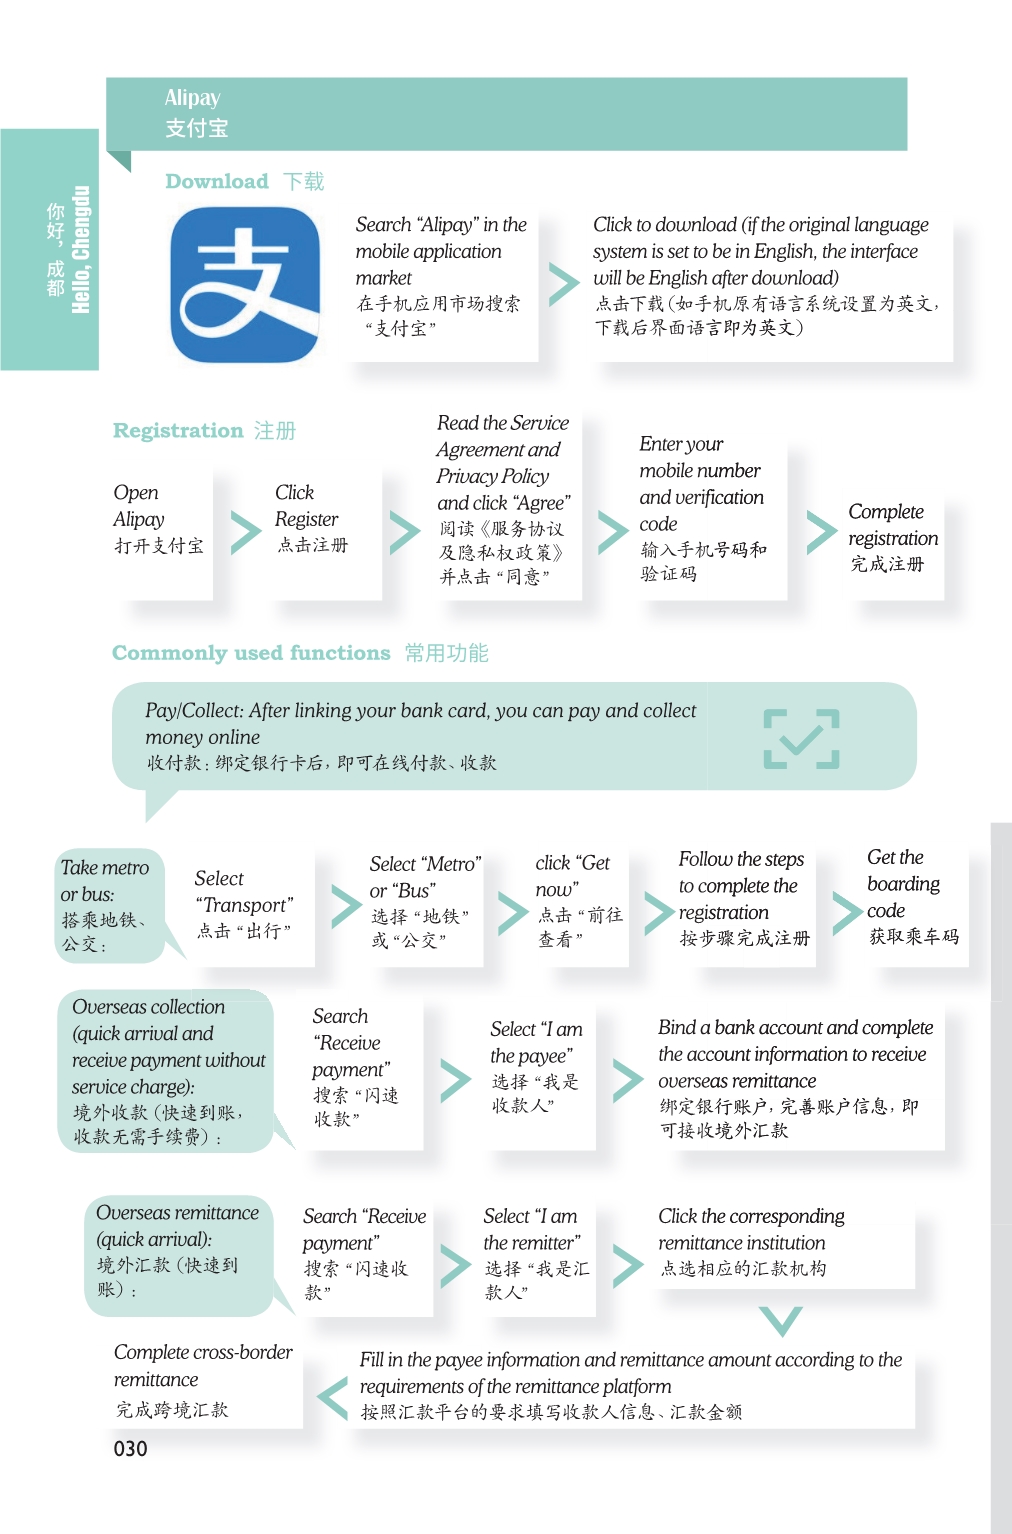 Alipay
支付宝
你好，成都
Hello, Chengdu
Download 下载
支
Search “Alipay” in the
mobile application
market
在手机应用市场搜索
“支付宝”
Click to download (if the original language
system is set to be in English, the interface
will be English after download)
点击下载（如手机原有语言系统设置为英文，
下载后界面语言即为英文）
Registration 注册
Open
Alipay
打开支付宝
Click
Register
点击注册
Read the Service
Agreement and
Privacy Policy
and click “Agree”
阅读《服务协议
及隐私权政策》
并点击“同意”
Enter your
mobile number
and verification
code
输入手机号码和
验证码
Complete
registration
完成注册
Commonly used functions 常用功能
Pay/Collect: After linking your bank card, you can pay and collect
money online
收付款：绑定银行卡后，即可在线付款、收款
Take metro
or bus:
搭乘地铁、
公交：
Select
“Transport”
点击“出行”
Select “Metro”
or “Bus”
选择“地铁”
或“公交”
click “Get
now”
点击“前往
查看”
Follow the steps
to complete the
registration
按步骤完成注册
Get the
boarding
code
获取乘车码
Overseas collection
(quick arrival and
receive payment without
service charge):
境外收款（快速到账，
收款无需手续费）：
Search
“Receive
payment”
搜索“闪速
收款”
Select “I am
the payee”
选择“我是
收款人”
Bind a bank account and complete
the account information to receive
overseas remittance
绑定银行账户，完善账户信息，即
可接收境外汇款
Overseas remittance
(quick arrival):
境外汇款（快速到
账）：
Search “Receive
payment”
搜索“闪速收
款”
Select “I am
the remitter”
选择“我是汇
款人”
Click the corresponding
remittance institution
点选相应的汇款机构
Fill in the payee information and remittance amount according to the
requirements of the remittance platform
按照汇款平台的要求填写收款人信息、汇款金额
Complete cross-border
remittance
完成跨境汇款
030